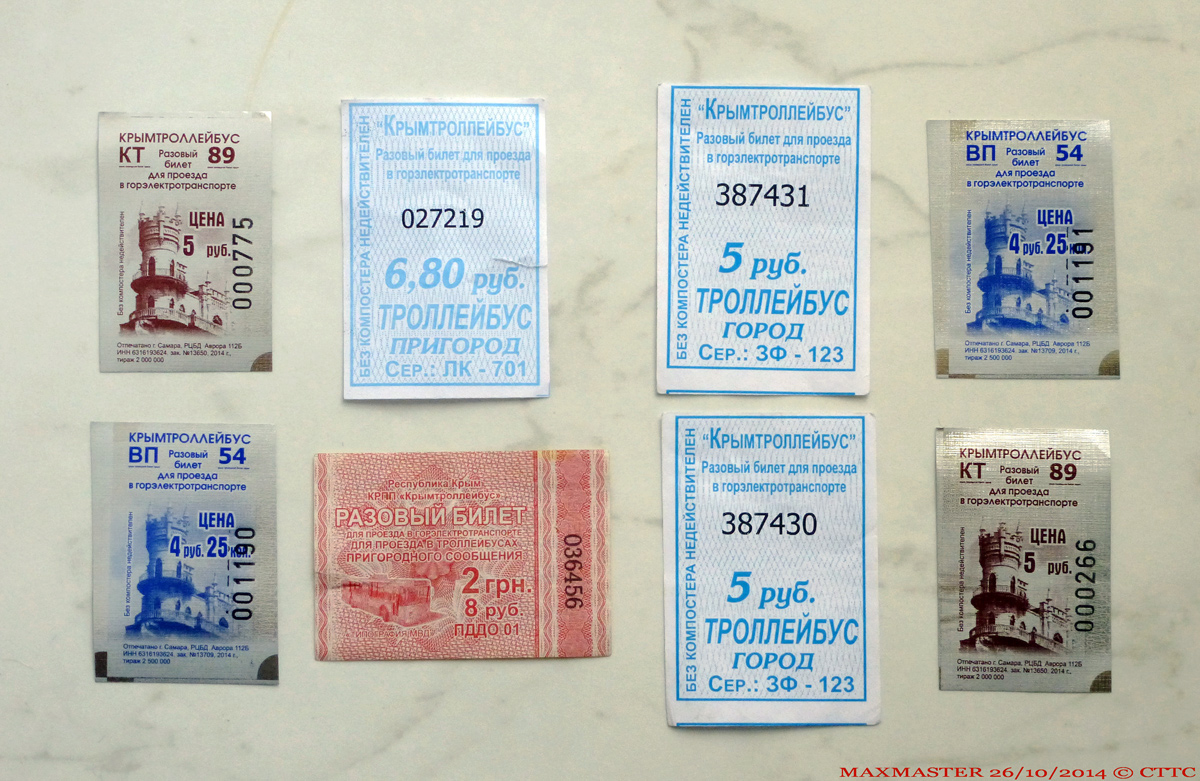 КРЫМТРОЛЛЕЙБУС
КТ Разовый 89
билет
для проезда
в горэлектротранспорте
ЦЕНА
5 руб.
000775
Без компостера недействителен
Отпечатано г. Самара, РЦБД Аврора 112Б
ИНН 6316193624. зак. №13650, 2014 г.,
тираж 2 000 000
БЕЗ КОМПОСТЕРА НЕДЕЙСТВИТЕЛЕН
"КРЫМТРОЛЛЕЙБУС"
Разовый билет для проезда
в горэлектротранспорте
027219
6,80 руб.
ТРОЛЛЕЙБУС
ПРИГОРОД
СЕР.: ЛК - 701
БЕЗ КОМПОСТЕРА НЕДЕЙСТВИТЕЛЕН
"КРЫМТРОЛЛЕЙБУС"
Разовый билет для проезда
в горэлектротранспорте
387431
5 руб.
ТРОЛЛЕЙБУС
ГОРОД
СЕР.: ЗФ - 123
КРЫМТРОЛЛЕЙБУС
ВП Разовый 54
билет
для проезда
в горэлектротранспорте
ЦЕНА
4 руб. 25 коп.
001191
Без компостера недействителен
Отпечатано г. Самара, РЦБД Аврора 112Б
ИНН 6316193624. зак. №13709, 2014 г.,
тираж 2 500 000
КРЫМТРОЛЛЕЙБУС
ВП Разовый 54
билет
для проезда
в горэлектротранспорте
ЦЕНА
4 руб. 25 коп.
001190
Без компостера недействителен
Отпечатано г. Самара, РЦБД Аврора 112Б
ИНН 6316193624. зак. №13709, 2014 г.,
тираж 2 500 000
Республика Крым
КРПП «Крымтроллейбус»
РАЗОВЫЙ БИЛЕТ
ДЛЯ ПРОЕЗДА В ГОРЭЛЕКТРОТРАНСПОРТЕ
ДЛЯ ПРОЕЗДА В ТРОЛЛЕЙБУСАХ
ПРИГОРОДНОГО СООБЩЕНИЯ
2 грн.
8 руб.
ПДДО.01
ТИПОГРАФИЯ МВД
036456
БЕЗ КОМПОСТЕРА НЕДЕЙСТВИТЕЛЕН
"КРЫМТРОЛЛЕЙБУС"
Разовый билет для проезда
в горэлектротранспорте
387430
5 руб.
ТРОЛЛЕЙБУС
ГОРОД
СЕР.: ЗФ - 123
КРЫМТРОЛЛЕЙБУС
КТ Разовый 89
билет
для проезда
в горэлектротранспорте
ЦЕНА
5 руб.
000266
Без компостера недействителен
Отпечатано г. Самара, РЦБД Аврора 112Б
ИНН 6316193624. зак. №13650, 2014 г.,
тираж 2 000 000
MAXMASTER 26/10/2014 © CTTC